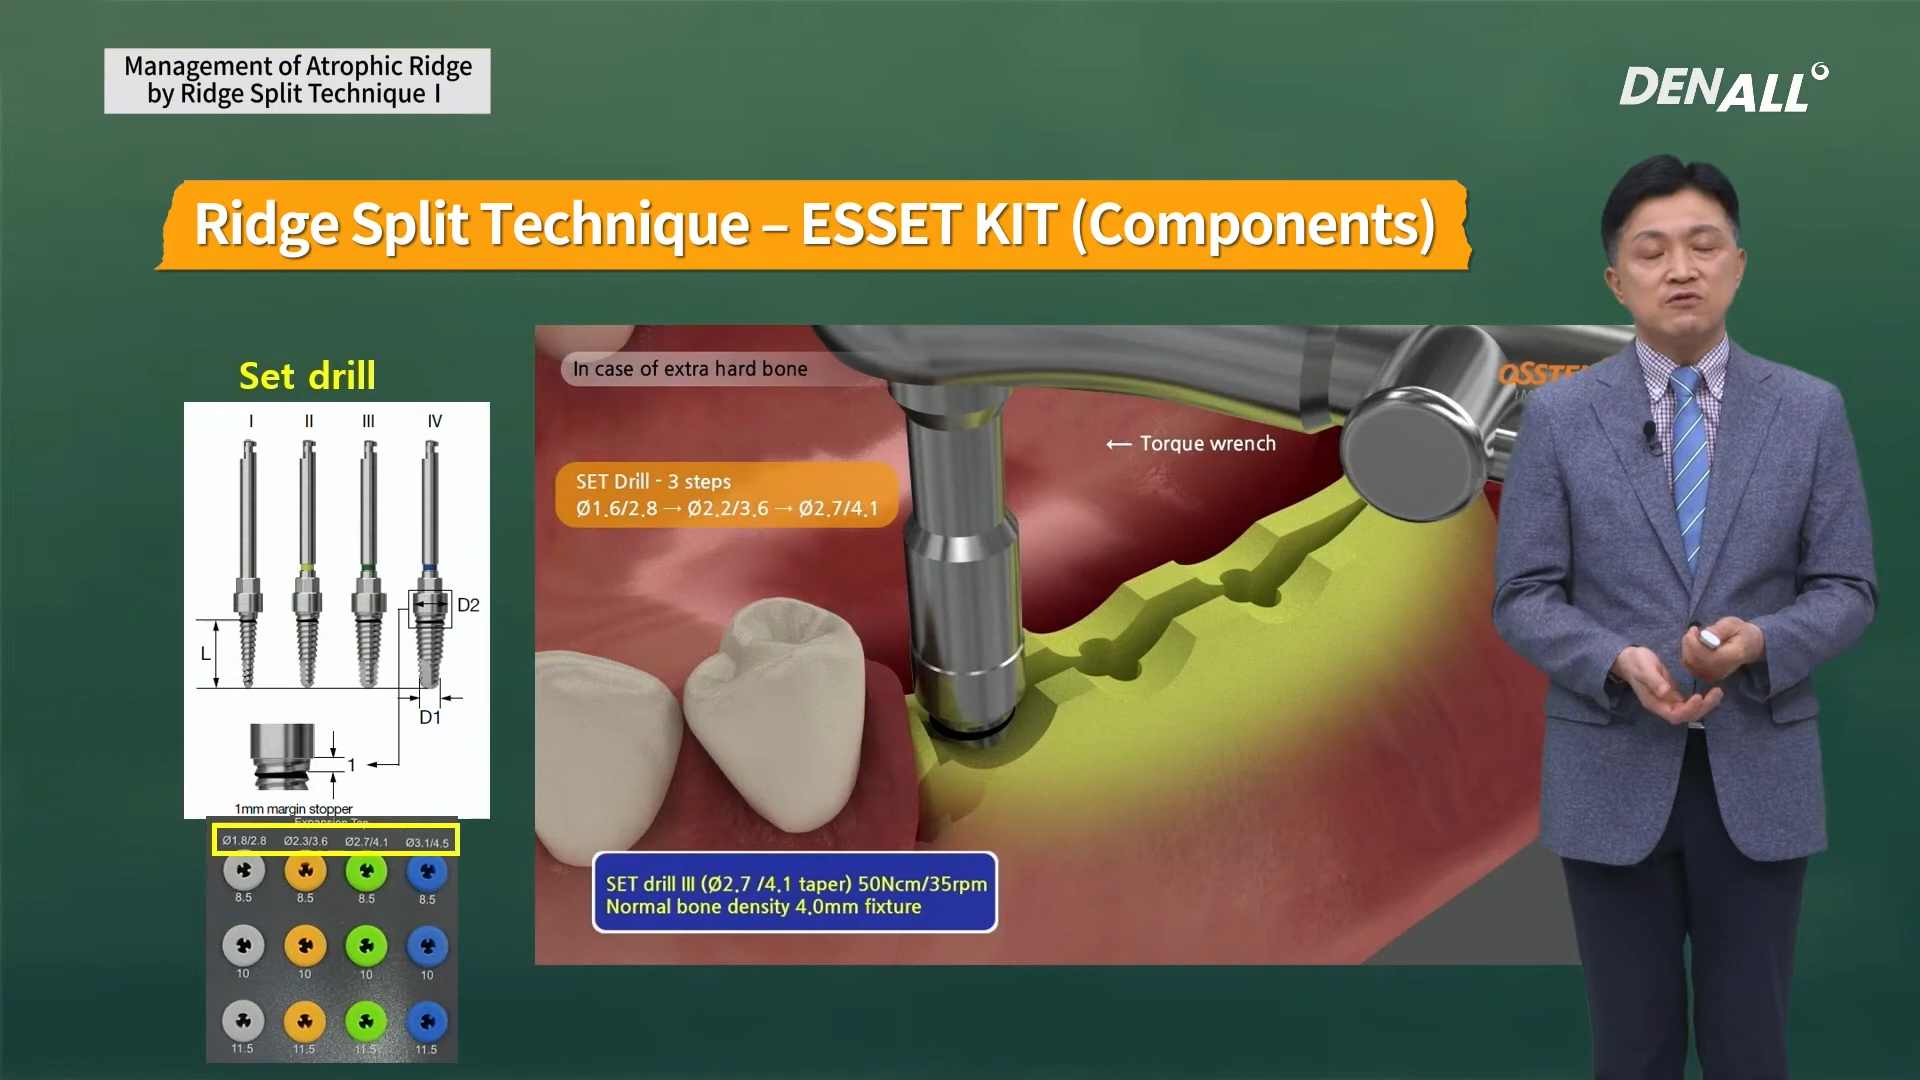 Management of Atrophic Ridge
by Ridge Split Technique I
DENALL
Ridge Split Technique – ESSET KIT (Components)
Set drill
I II III IV
D2
L
D1
1
1mm margin stopper
Expansion Tap
Ø1.8/2.8 Ø2.3/3.6 Ø2.7/4.1 Ø3.1/4.5
8.5 8.5 8.5 8.5
10 10 10 10
11.5 11.5 11.5 11.5
In case of extra hard bone
← Torque wrench
SET Drill - 3 steps
Ø1.6/2.8 → Ø2.2/3.6 → Ø2.7/4.1
SET drill III (Ø2.7 /4.1 taper) 50Ncm/35rpm
Normal bone density 4.0mm fixture